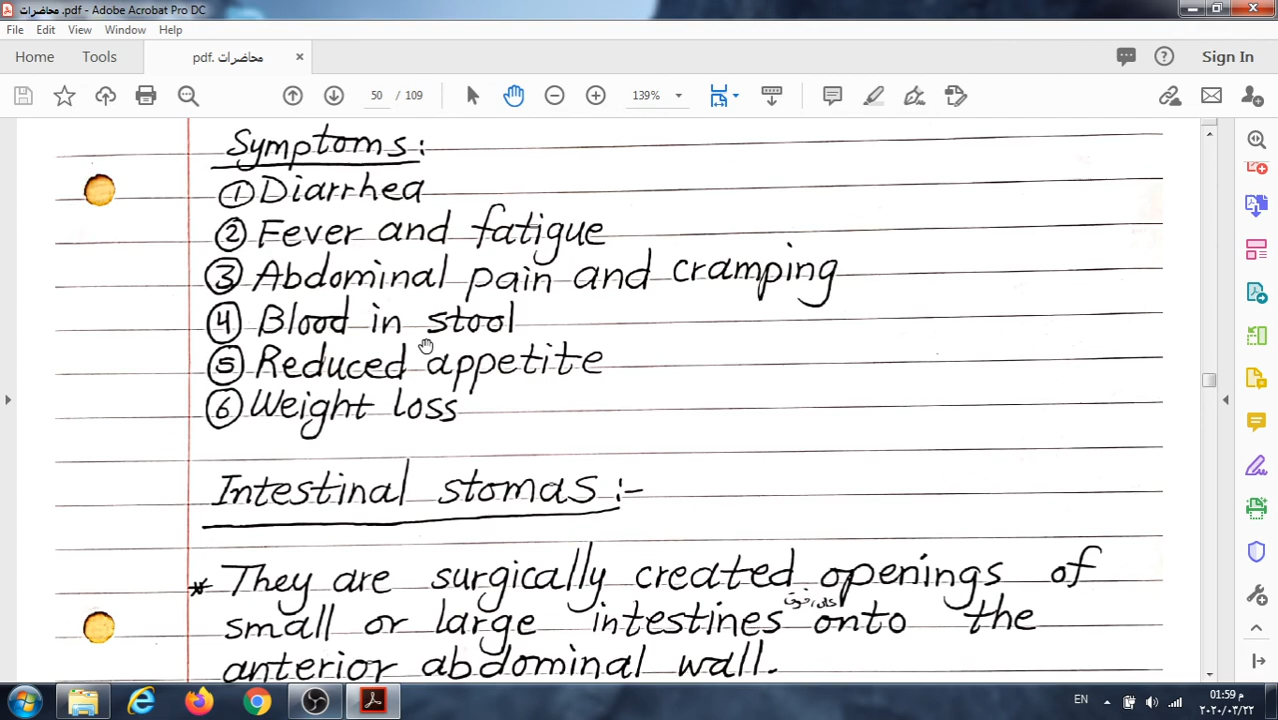 محاضرات .pdf - Adobe Acrobat Pro DC
File Edit View Window Help
Home Tools محاضرات .pdf × Sign In
50 / 109 139%
Symptoms:
① Diarrhea
② Fever and fatigue
③ Abdominal pain and cramping
④ Blood in stool
⑤ Reduced appetite
⑥ Weight loss
Intestinal stomas :-
* They are surgically created openings of
small or large intestines onto the
anterior abdominal wall.
EN 01:59 م
٢٠٢٠/٠٣/٢٢